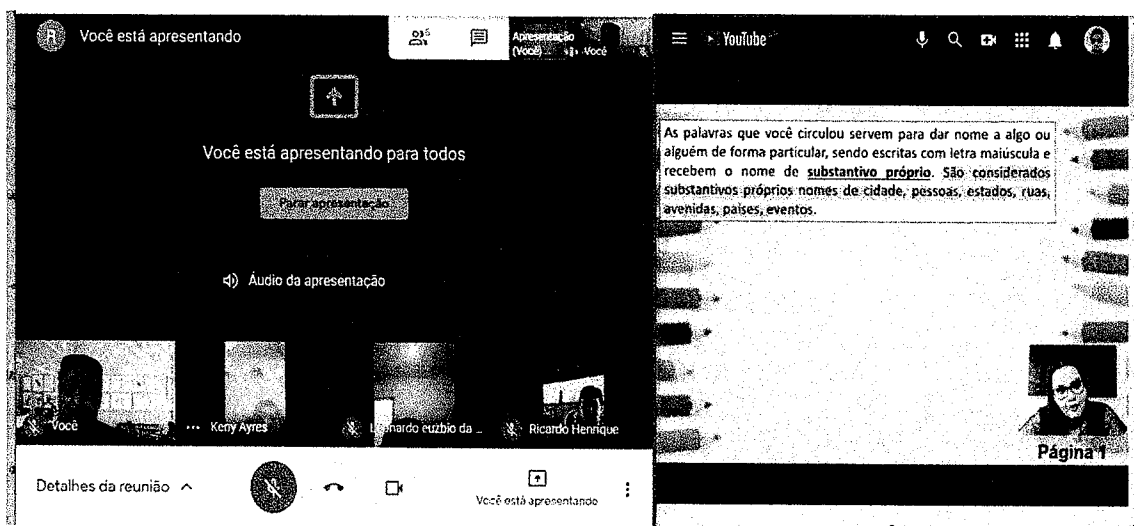 R
Você está apresentando
Apresentação
(Você)
Você
Você está apresentando para todos
Parar apresentação
Áudio da apresentação
Você
Keny Ayres
Leonardo euzbio da ...
Ricardo Henrique
Detalhes da reunião
Você está apresentando
YouTube
As palavras que você circulou servem para dar nome a algo ou
alguém de forma particular, sendo escritas com letra maiúscula e
recebem o nome de substantivo próprio. São considerados
substantivos próprios nomes de cidade, pessoas, estados, ruas,
avenidas, países, eventos.
Página 1